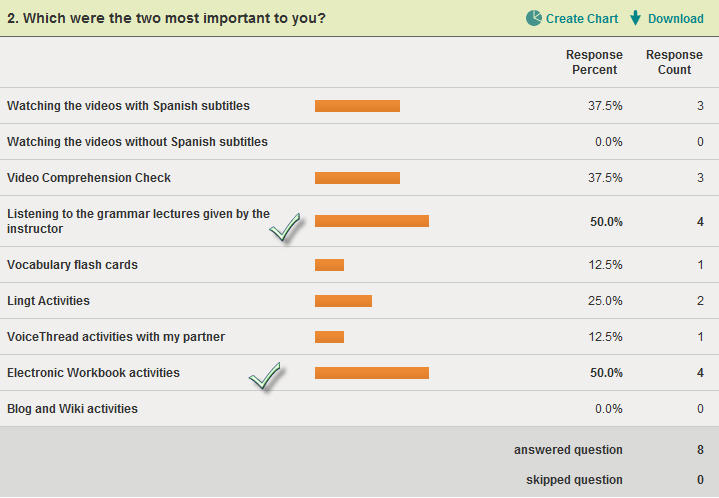 2. Which were the two most important to you? Create Chart Download
Response Percent Response Count
Watching the videos with Spanish subtitles 37.5% 3
Watching the videos without Spanish subtitles 0.0% 0
Video Comprehension Check 37.5% 3
Listening to the grammar lectures given by the
instructor 50.0% 4
Vocabulary flash cards 12.5% 1
Lingt Activities 25.0% 2
VoiceThread activities with my partner 12.5% 1
Electronic Workbook activities 50.0% 4
Blog and Wiki activities 0.0% 0
answered question 8
skipped question 0